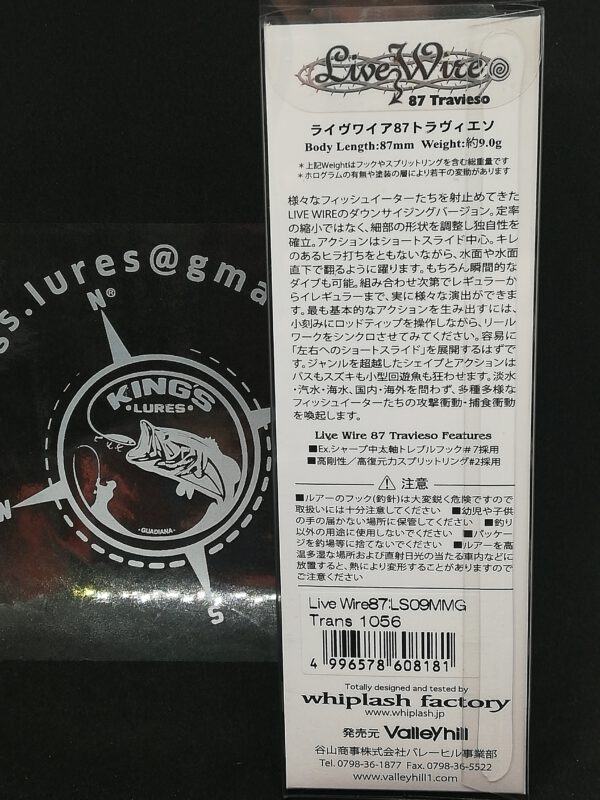 Live Wire
87 Travieso
ライヴワイア87トラヴィエソ
Body Length:87mm Weight:約9.0g
＊上記Weightはフックやスプリットリングを含む総重量です
＊ホログラムの有無や塗装の層により若干の変動があります
様々なフィッシュイーターたちを射止めてきた
LIVE WIREのダウンサイジングバージョン。定率
の縮小ではなく、細部の形状を調整し独自性を
確立。アクションはショートスライド中心。キレ
のあるヒラ打ちをともないながら、水面や水面
直下で翻るように躍ります。もちろん瞬間的な
ダイブも可能。組み合わせ次第でレギュラーか
らイレギュラーまで、実に様々な演出ができま
す。最も基本的なアクションを生み出すには、
小刻みにロッドティップを操作しながら、リール
ワークをシンクロさせてみてください。容易に
「左右へのショートスライド」を展開するはずで
す。ジャンルを超越したシェイプとアクションは
バスもスズキも小型回遊魚も狂わせます。淡水
・汽水・海水、国内・海外を問わず、多種多様な
フィッシュイーターたちの攻撃衝動・捕食衝動
を喚起します。
Live Wire 87 Travieso Features
■Ex.シャープ中太軸トレブルフック#7採用
■高剛性／高復元力スプリットリング#2採用
注意
■ルアーのフック(釣針)は大変鋭く危険ですので
取扱いには十分注意してください ■幼児や子供
の手の届かない場所に保管してください ■釣り
以外の用途に使用しないでください ■パッケー
ジを釣場等に捨てないでください ■ルアーを高
温多湿な場所および直射日光の当たる車内などに
放置すると、熱により変形することがありますので
ご注意ください
Live Wire87:LS09MMG
Trans 1056
4 996578 608181
Totally designed and tested by
whiplash factory
www.whiplash.jp
発売元 Valleyhill
谷山商事株式会社バレーヒル事業部
Tel. 0798-36-1877 Fax. 0798-36-5522
www.valleyhill1.com
gs.lures@gma
N®
KING'S
LURES
GUADIANA
W
S